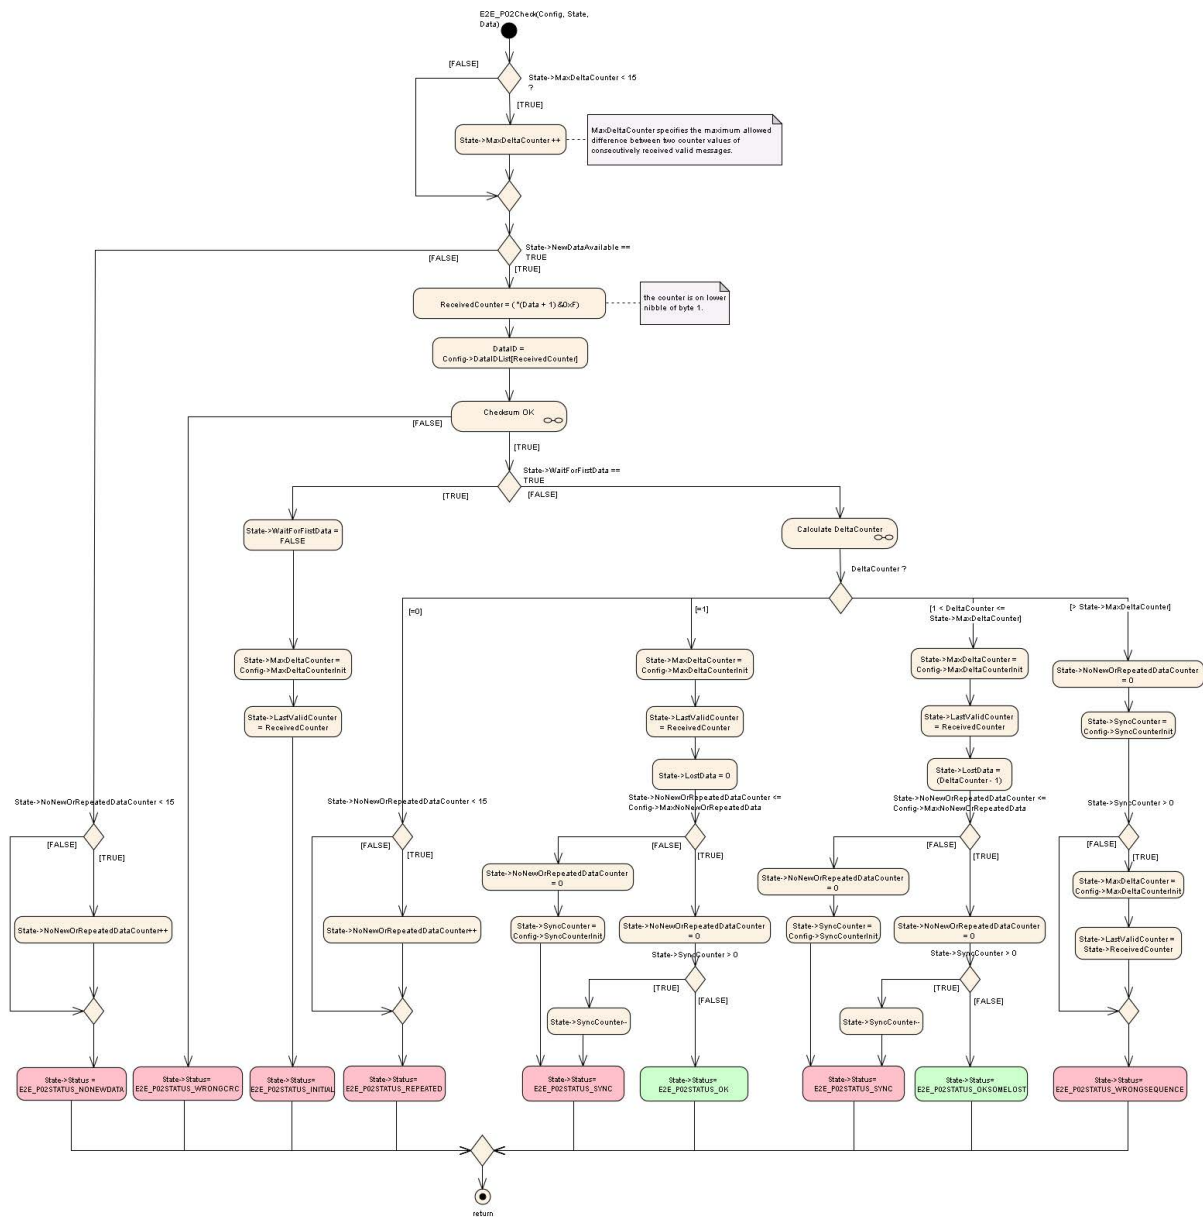 E2E_P02Check(Config, State,
Data)
[FALSE]
State->MaxDeltaCounter < 15
?
[TRUE]
State->MaxDeltaCounter ++
MaxDeltaCounter specifies the maximum allowed
difference between two counter values of
consecutively received valid messages.
State->NewDataAvailable ==
TRUE
[FALSE]
[TRUE]
ReceivedCounter = ( *(Data + 1) &0xF)
the counter is on lower
nibble of byte 1.
DataID =
Config->DataIDList[ReceivedCounter]
Checksum OK
[FALSE]
[TRUE]
State->WaitForFirstData ==
TRUE
[TRUE]
[FALSE]
State->WaitForFirstData =
FALSE
Calculate DeltaCounter
DeltaCounter ?
[=0]
[=1]
[1 < DeltaCounter <=
State->MaxDeltaCounter]
[> State->MaxDeltaCounter]
State->MaxDeltaCounter =
Config->MaxDeltaCounterInit
State->MaxDeltaCounter =
Config->MaxDeltaCounterInit
State->MaxDeltaCounter =
Config->MaxDeltaCounterInit
State->NoNewOrRepeatedDataCounter
= 0
State->LastValidCounter
= ReceivedCounter
State->LastValidCounter
= ReceivedCounter
State->LastValidCounter
= ReceivedCounter
State->SyncCounter =
Config->SyncCounterInit
State->LostData = 0
State->LostData =
(DeltaCounter - 1)
State->NoNewOrRepeatedDataCounter < 15
State->NoNewOrRepeatedDataCounter < 15
State->NoNewOrRepeatedDataCounter <=
Config->MaxNoNewOrRepeatedData
State->NoNewOrRepeatedDataCounter <=
Config->MaxNoNewOrRepeatedData
State->SyncCounter > 0
[FALSE]
[TRUE]
[FALSE]
[TRUE]
[FALSE]
[TRUE]
[FALSE]
[TRUE]
[FALSE]
[TRUE]
State->NoNewOrRepeatedDataCounter
= 0
State->NoNewOrRepeatedDataCounter
= 0
State->MaxDeltaCounter =
Config->MaxDeltaCounterInit
State->NoNewOrRepeatedDataCounter++
State->NoNewOrRepeatedDataCounter++
State->SyncCounter =
Config->SyncCounterInit
State->NoNewOrRepeatedDataCounter
= 0
State->SyncCounter =
Config->SyncCounterInit
State->NoNewOrRepeatedDataCounter
= 0
State->LastValidCounter =
State->ReceivedCounter
State->SyncCounter > 0
State->SyncCounter > 0
[TRUE]
[FALSE]
[TRUE]
[FALSE]
State->SyncCounter--
State->SyncCounter--
State->Status =
E2E_P02STATUS_NONEWDATA
State->Status=
E2E_P02STATUS_WRONGCRC
State->Status=
E2E_P02STATUS_INITIAL
State->Status=
E2E_P02STATUS_REPEATED
State->Status=
E2E_P02STATUS_SYNC
State->Status=
E2E_P02STATUS_OK
State->Status=
E2E_P02STATUS_SYNC
State->Status=
E2E_P02STATUS_OKSOMELOST
State->Status=
E2E_P02STATUS_WRONGSEQUENCE
return